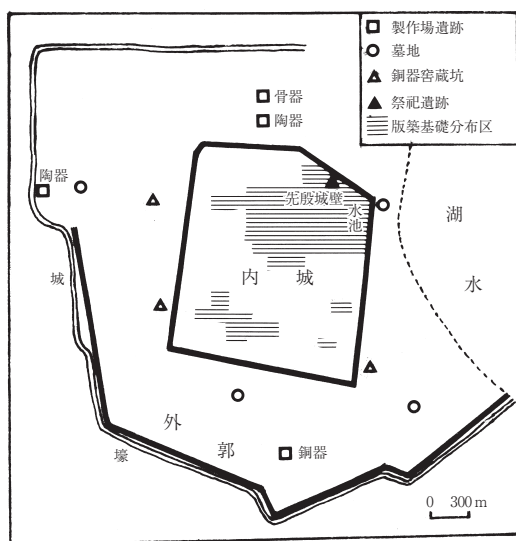 製作場遺跡
墓地
銅器窖蔵坑
祭祀遺跡
版築基礎分布区
骨器
陶器
陶器
先殷城壁
水池
湖水
内城
城壕
外郭
銅器
0 300m